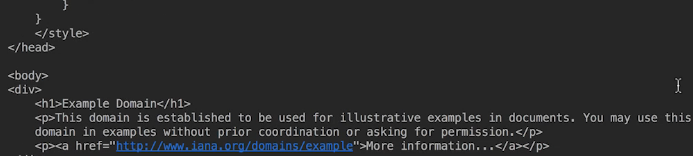 }
}
</style>
</head>
<body>
<div>
<h1>Example Domain</h1>
<p>This domain is established to be used for illustrative examples in documents. You may use this
domain in examples without prior coordination or asking for permission.</p>
<p><a href="http://www.iana.org/domains/example">More information...</a></p>